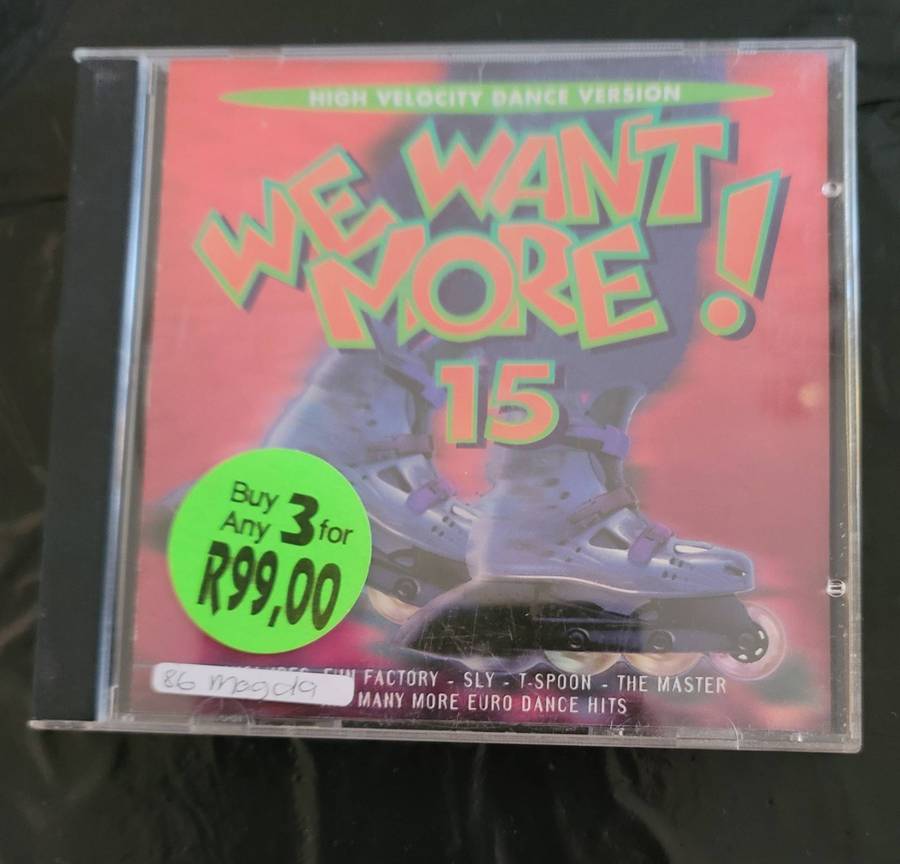 HIGH VELOCITY DANCE VERSION
WE WANT
MORE!
15
Buy
Any 3 for
R99,00
FUN FACTORY - SLY - T-SPOON - THE MASTER
86 magda
MANY MORE EURO DANCE HITS